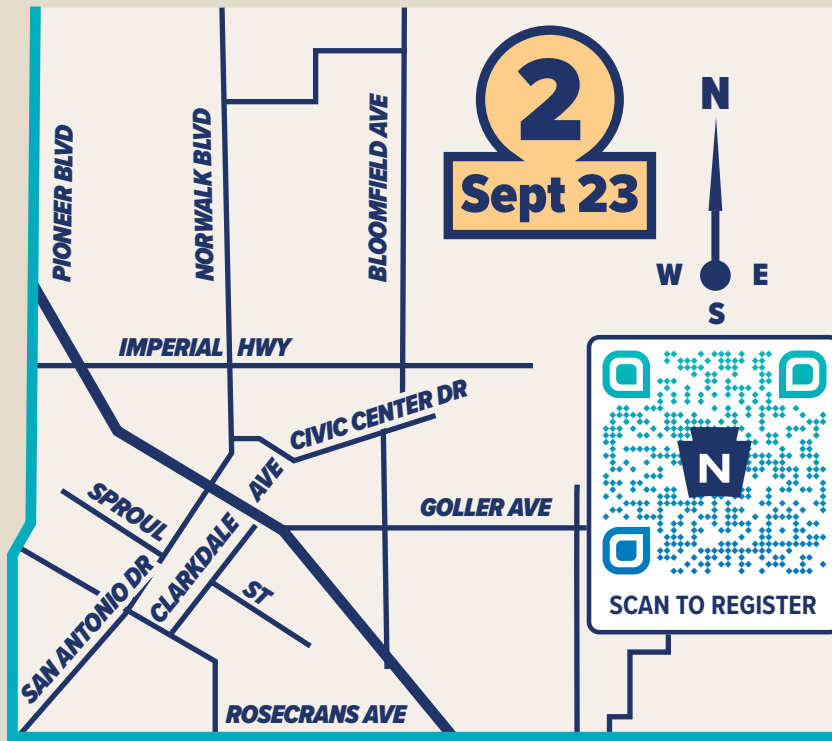 2
Sept 23
N
W E
S
PIONEER BLVD
NORWALK BLVD
BLOOMFIELD AVE
IMPERIAL HWY
CIVIC CENTER DR
GOLLER AVE
SPROUL
ST
CLARKDALE AVE
SAN ANTONIO DR
ROSECRANS AVE
N
SCAN TO REGISTER